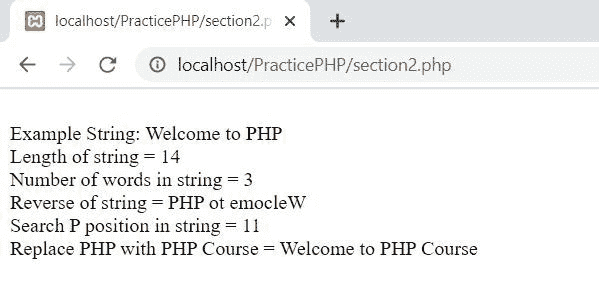 localhost/PracticePHP/section2.p
localhost/PracticePHP/section2.php
Example String: Welcome to PHP
Length of string = 14
Number of words in string = 3
Reverse of string = PHP ot emocleW
Search P position in string = 11
Replace PHP with PHP Course = Welcome to PHP Course